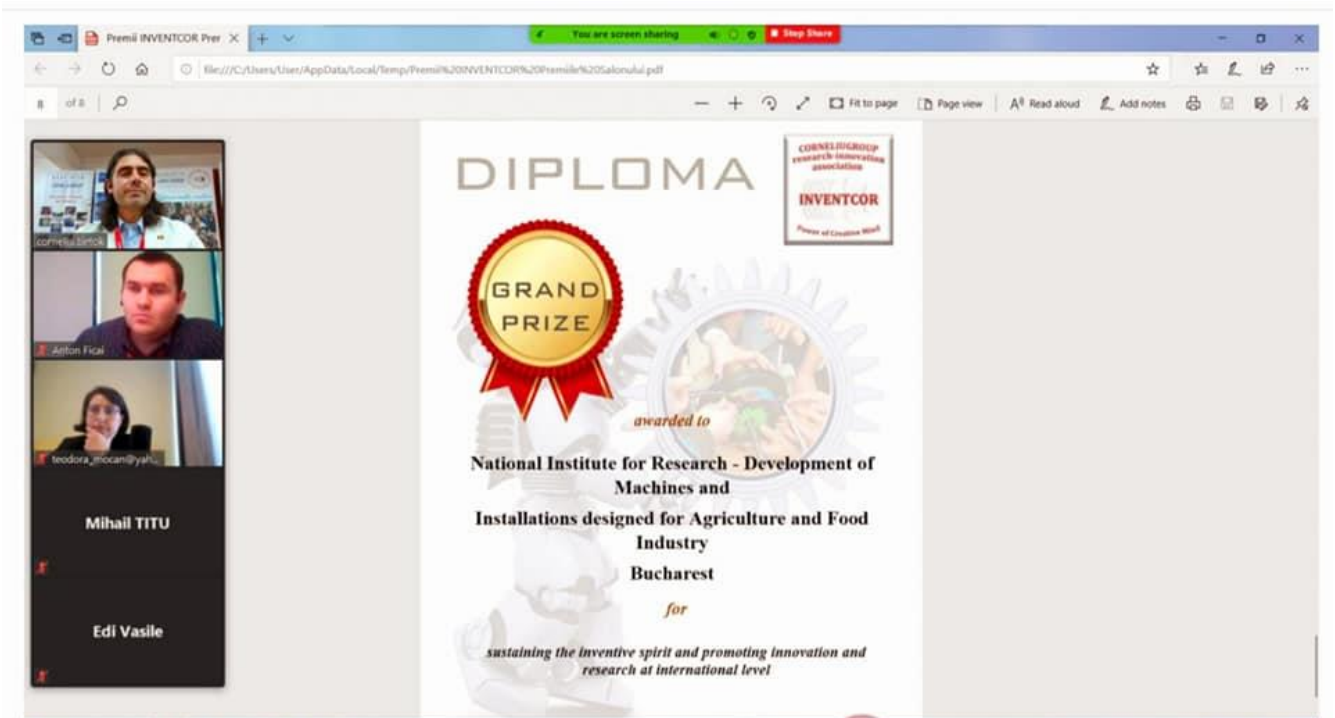 Premii INVENTCOR Prer
You are screen sharing
Stop Share
file:///C:/Users/User/AppData/Local/Temp/Premii%20INVENTCOR%20Premiile%20Salonului.pdf
8 of 8
Fit to page
Page view
Read aloud
Add notes
Anton Ficai
teodora_mocan@yah...
Mihail TITU
Edi Vasile
DIPLOMA
CORNELIUGROUP
research-innovation
association
INVENTCOR
Power of Creative Mind
GRAND
PRIZE
awarded to
National Institute for Research - Development of
Machines and
Installations designed for Agriculture and Food
Industry
Bucharest
for
sustaining the inventive spirit and promoting innovation and
research at international level